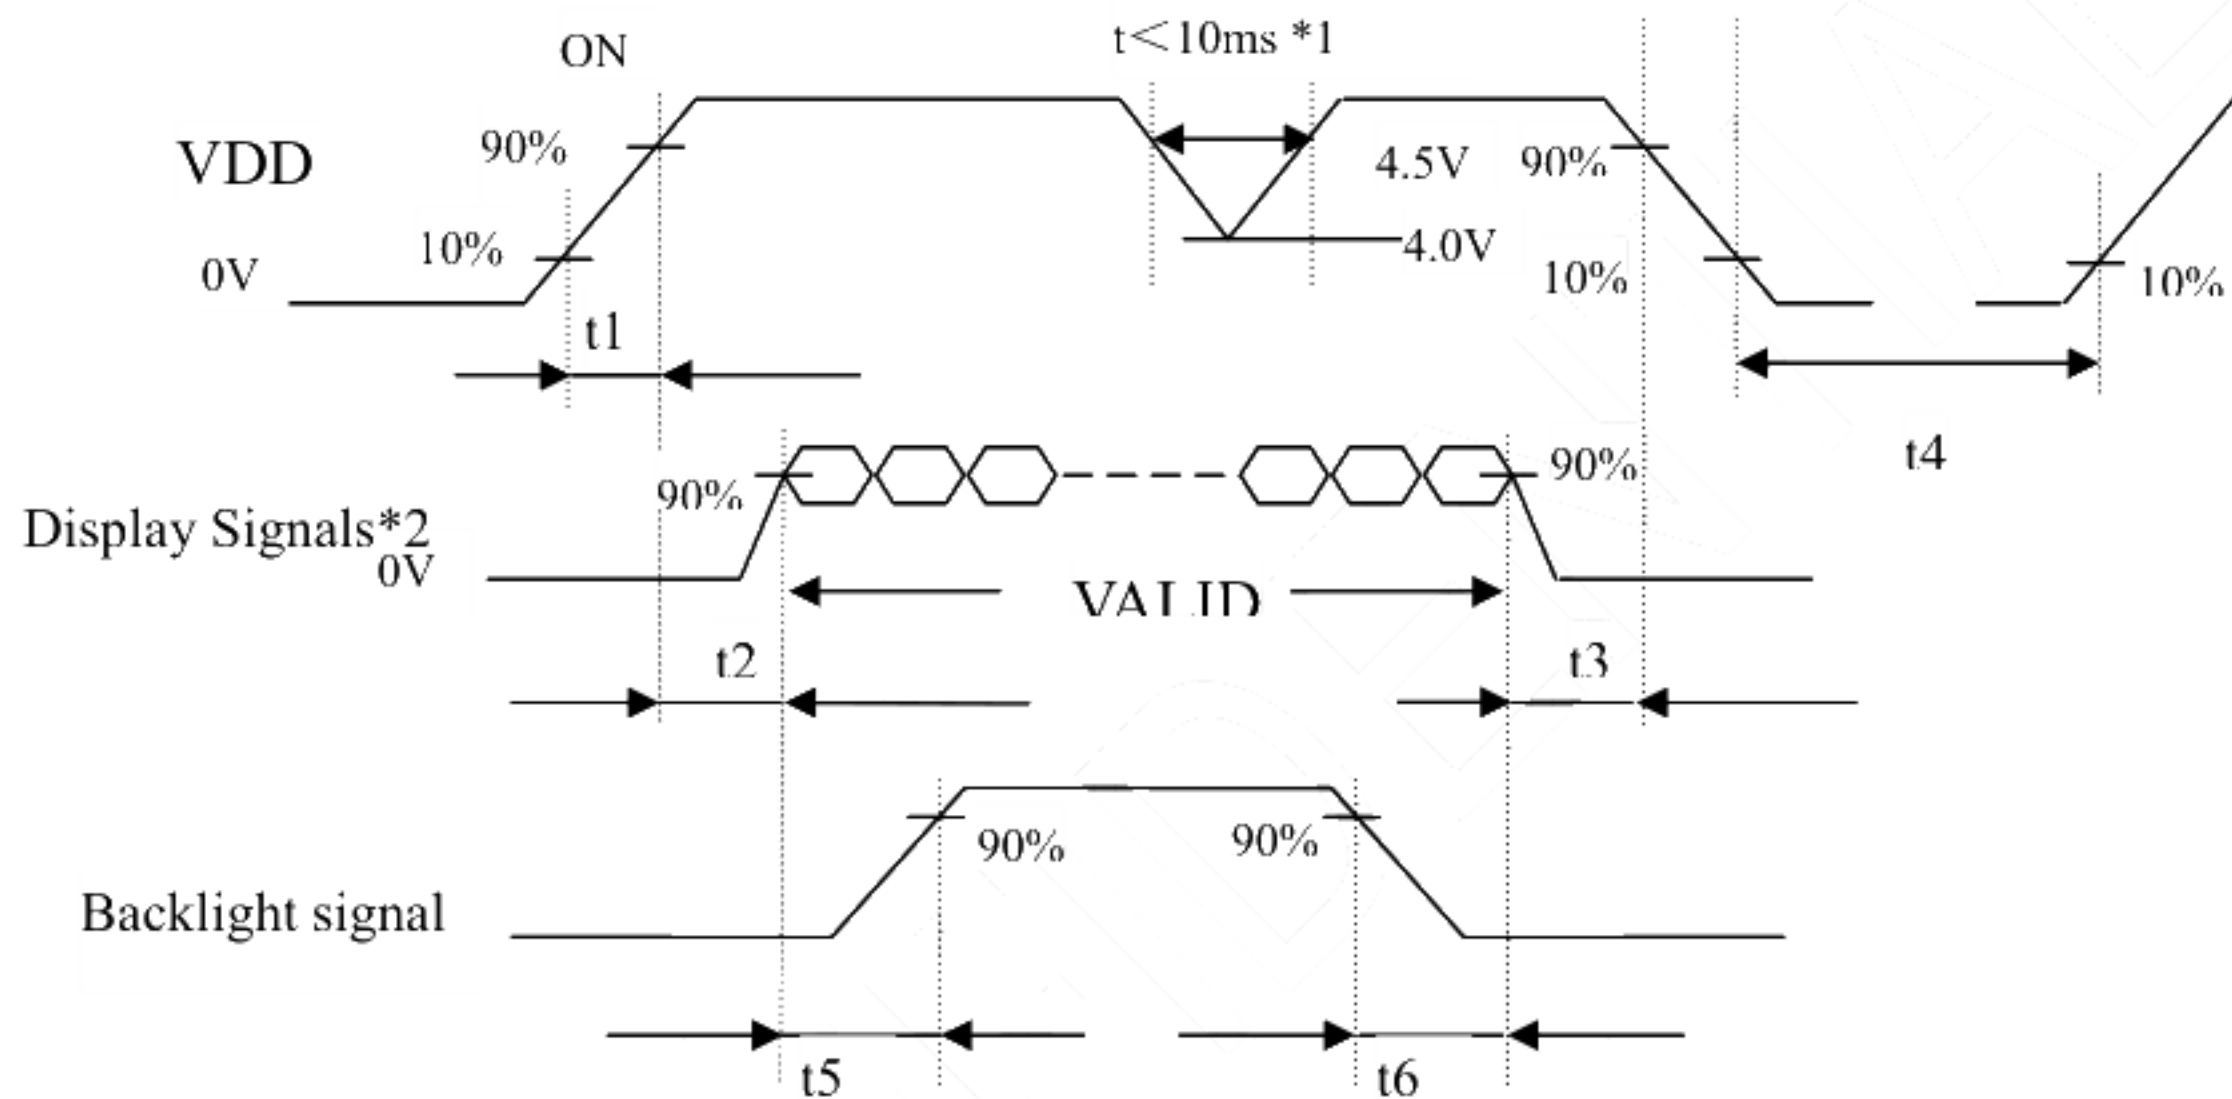 ON
t<10ms *1
90%
VDD
4.5V
90%
10%
4.0V
0V
10%
10%
t1
t4
90%
90%
Display Signals*2
0V
VALID
t2
t3
90%
90%
Backlight signal
t5
t6